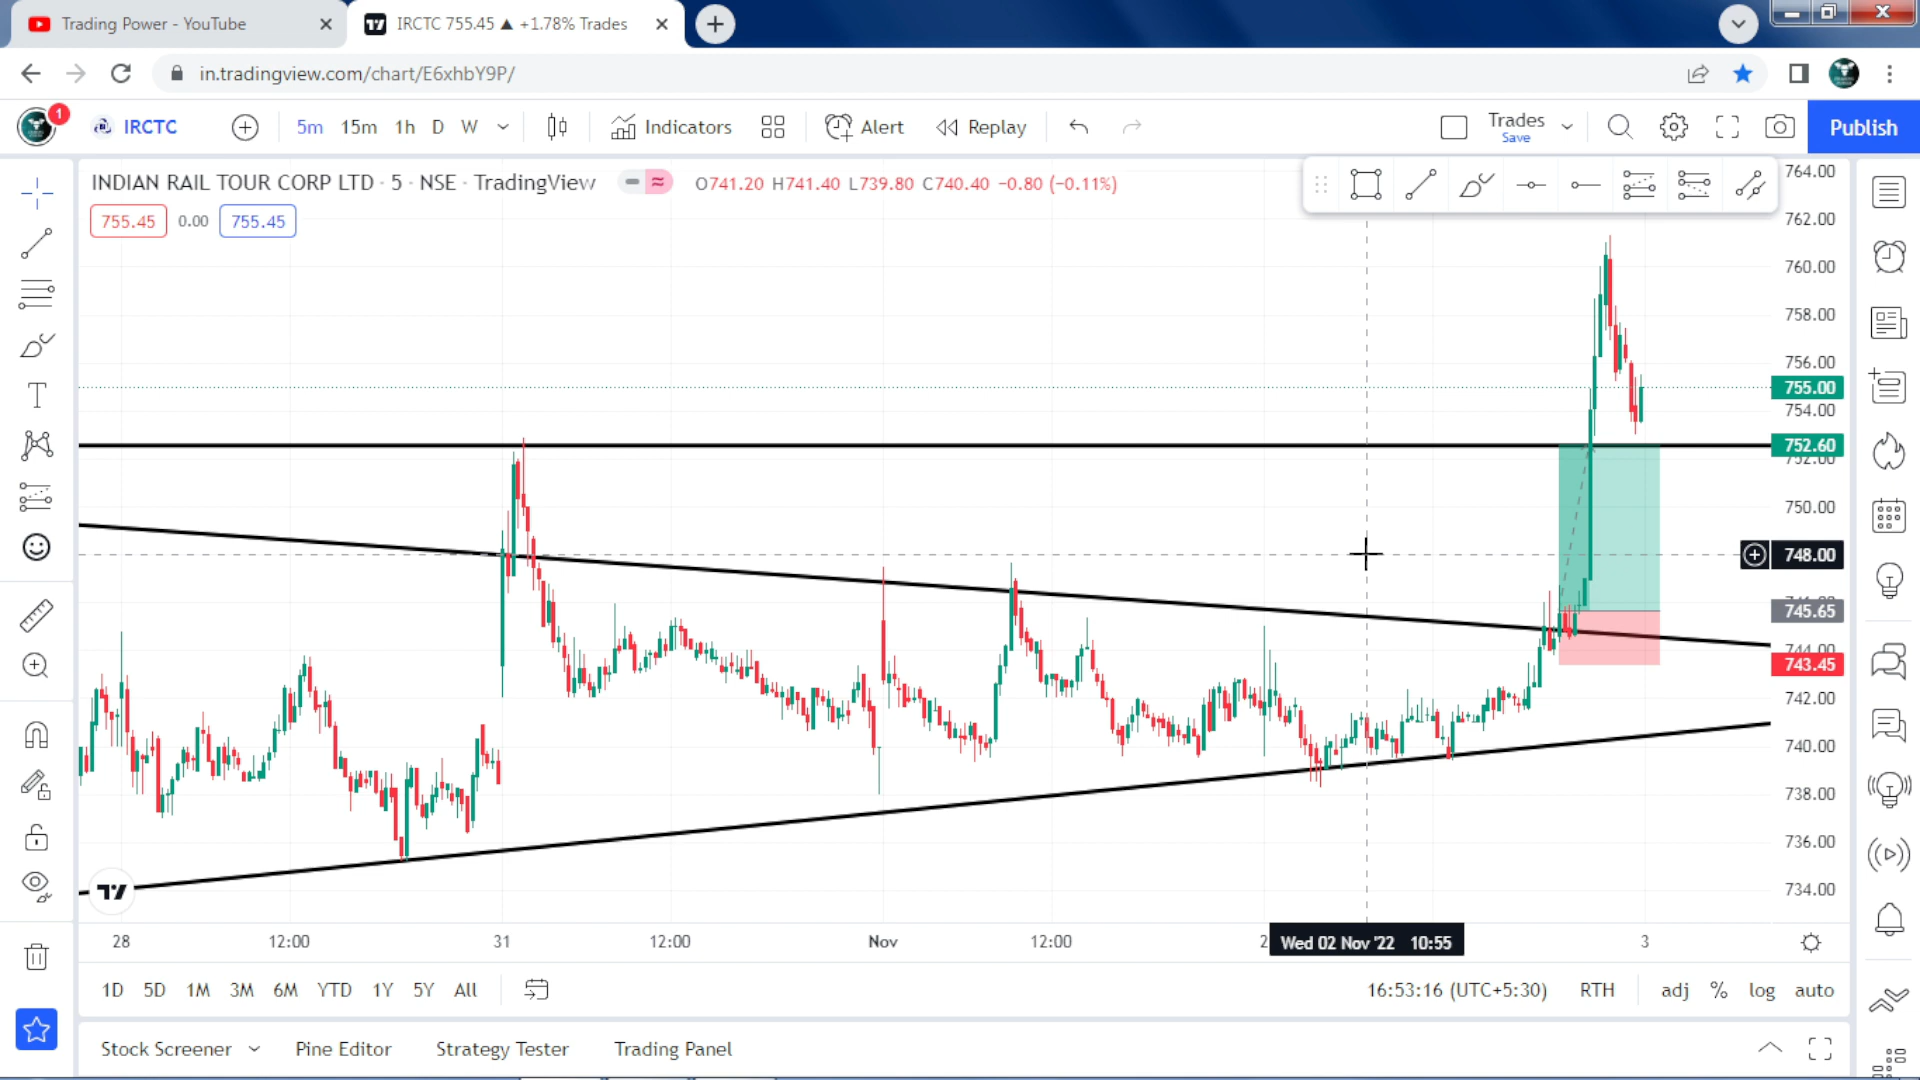 Trading Power - YouTube
IRCTC 755.45 ▲ +1.78% Trades
in.tradingview.com/chart/E6xhbY9P/
1
IRCTC
5m 15m 1h D W
Indicators
Alert
Replay
Trades
Save
Publish
INDIAN RAIL TOUR CORP LTD · 5 · NSE · TradingView
O741.20 H741.40 L739.80 C740.40 −0.80 (−0.11%)
755.45 0.00 755.45
764.00
762.00
760.00
758.00
756.00
755.00
754.00
752.60
752.00
750.00
748.00
745.65
744.00
743.45
742.00
740.00
738.00
736.00
734.00
28 12:00 31 12:00 Nov 12:00 2 Wed 02 Nov '22 10:55 3
1D 5D 1M 3M 6M YTD 1Y 5Y All
16:53:16 (UTC+5:30) RTH adj % log auto
Stock Screener Pine Editor Strategy Tester Trading Panel